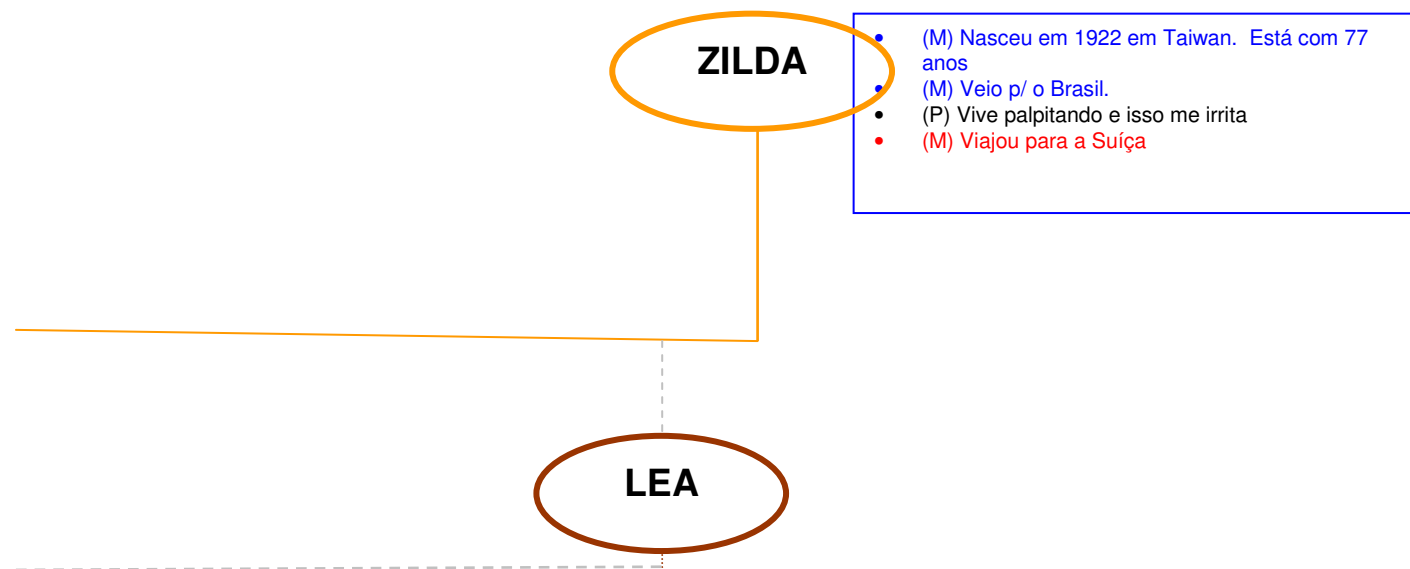 ZILDA
• (M) Nasceu em 1922 em Taiwan.  Está com 77
anos
• (M) Veio p/ o Brasil.
• (P) Vive palpitando e isso me irrita
• (M) Viajou para a Suíça
LEA